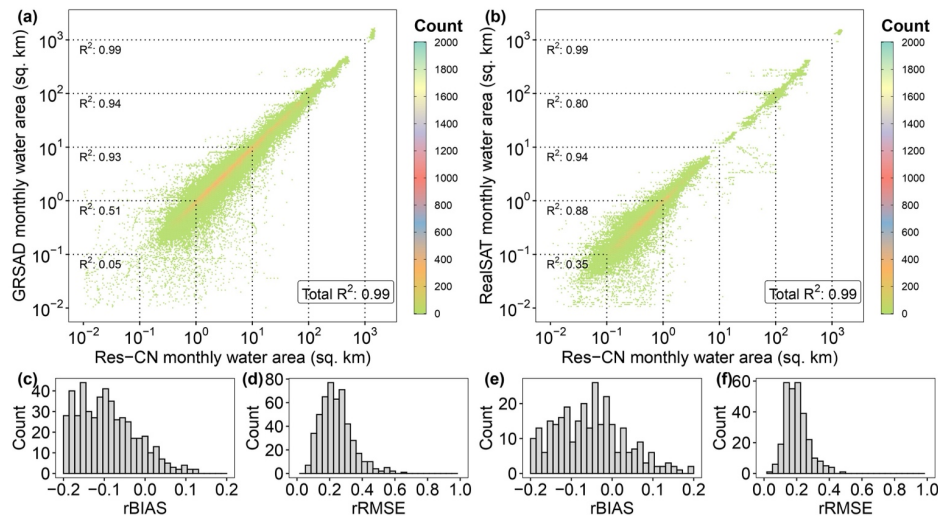 (a)
GRSAD monthly water area (sq. km)
10³
10²
10¹
10⁰
10⁻¹
10⁻²
R²: 0.99
R²: 0.94
R²: 0.93
R²: 0.51
R²: 0.05
Total R²: 0.99
10⁻² 10⁻¹ 10⁰ 10¹ 10² 10³
Res−CN monthly water area (sq. km)
Count
2000
1800
1600
1400
1200
1000
800
600
400
200
0
(b)
RealSAT monthly water area (sq. km)
10³
10²
10¹
10⁰
10⁻¹
10⁻²
R²: 0.99
R²: 0.80
R²: 0.94
R²: 0.88
R²: 0.35
Total R²: 0.99
10⁻² 10⁻¹ 10⁰ 10¹ 10² 10³
Res−CN monthly water area (sq. km)
Count
2000
1800
1600
1400
1200
1000
800
600
400
200
0
(c)
Count
40
30
20
10
0
−0.2 −0.1 0.0 0.1 0.2
rBIAS
(d)
Count
80
60
40
20
0
0.0 0.2 0.4 0.6 0.8 1.0
rRMSE
(e)
Count
20
10
0
−0.2 −0.1 0.0 0.1 0.2
rBIAS
(f)
Count
60
40
20
0
0.0 0.2 0.4 0.6 0.8 1.0
rRMSE